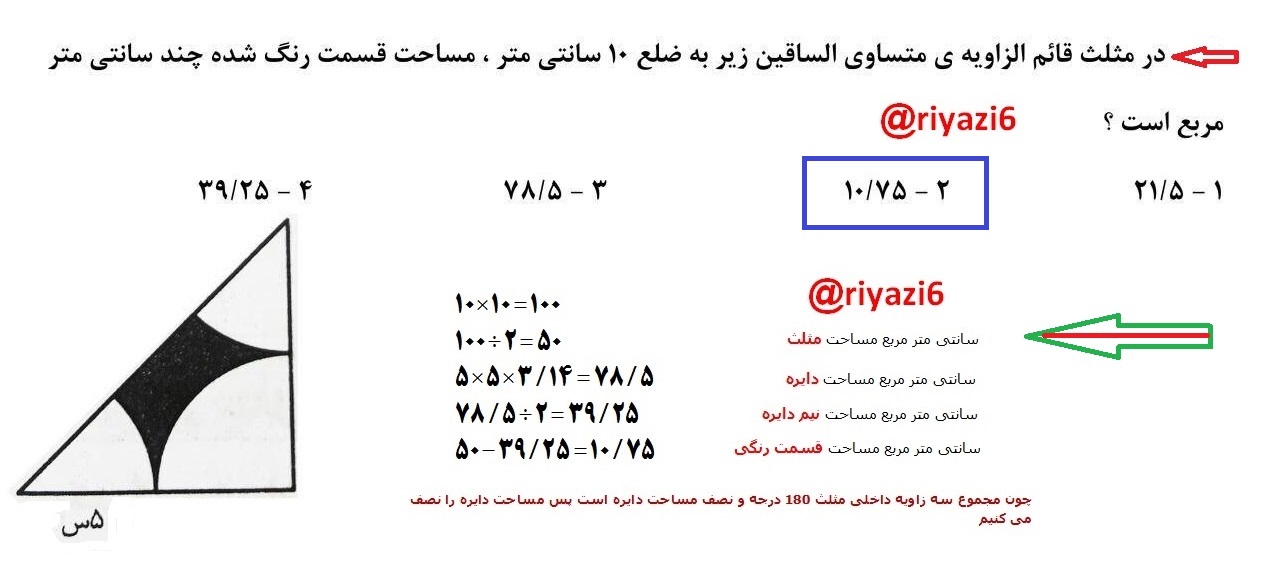 در مثلث قائم الزاویه ی متساوی الساقین زیر به ضلع ۱۰ سانتی متر ، مساحت قسمت رنگ شده چند سانتی متر
مربع است ؟
@riyazi6
۱ – ۲۱/۵
۲ – ۱۰/۷۵
۳ – ۷۸/۵
۴ – ۳۹/۲۵
@riyazi6
۱۰×۱۰=۱۰۰
۱۰۰÷۲=۵۰ سانتی متر مربع مساحت مثلث
۵×۵×۳/۱۴=۷۸/۵ سانتی متر مربع مساحت دایره
۷۸/۵÷۲=۳۹/۲۵ سانتی متر مربع مساحت نیم دایره
۵۰–۳۹/۲۵=۱۰/۷۵ سانتی متر مربع مساحت قسمت رنگی
چون مجموع سه زاویه داخلی مثلث 180 درجه و نصف مساحت دایره است پس مساحت دایره را نصف
می کنیم
۵س